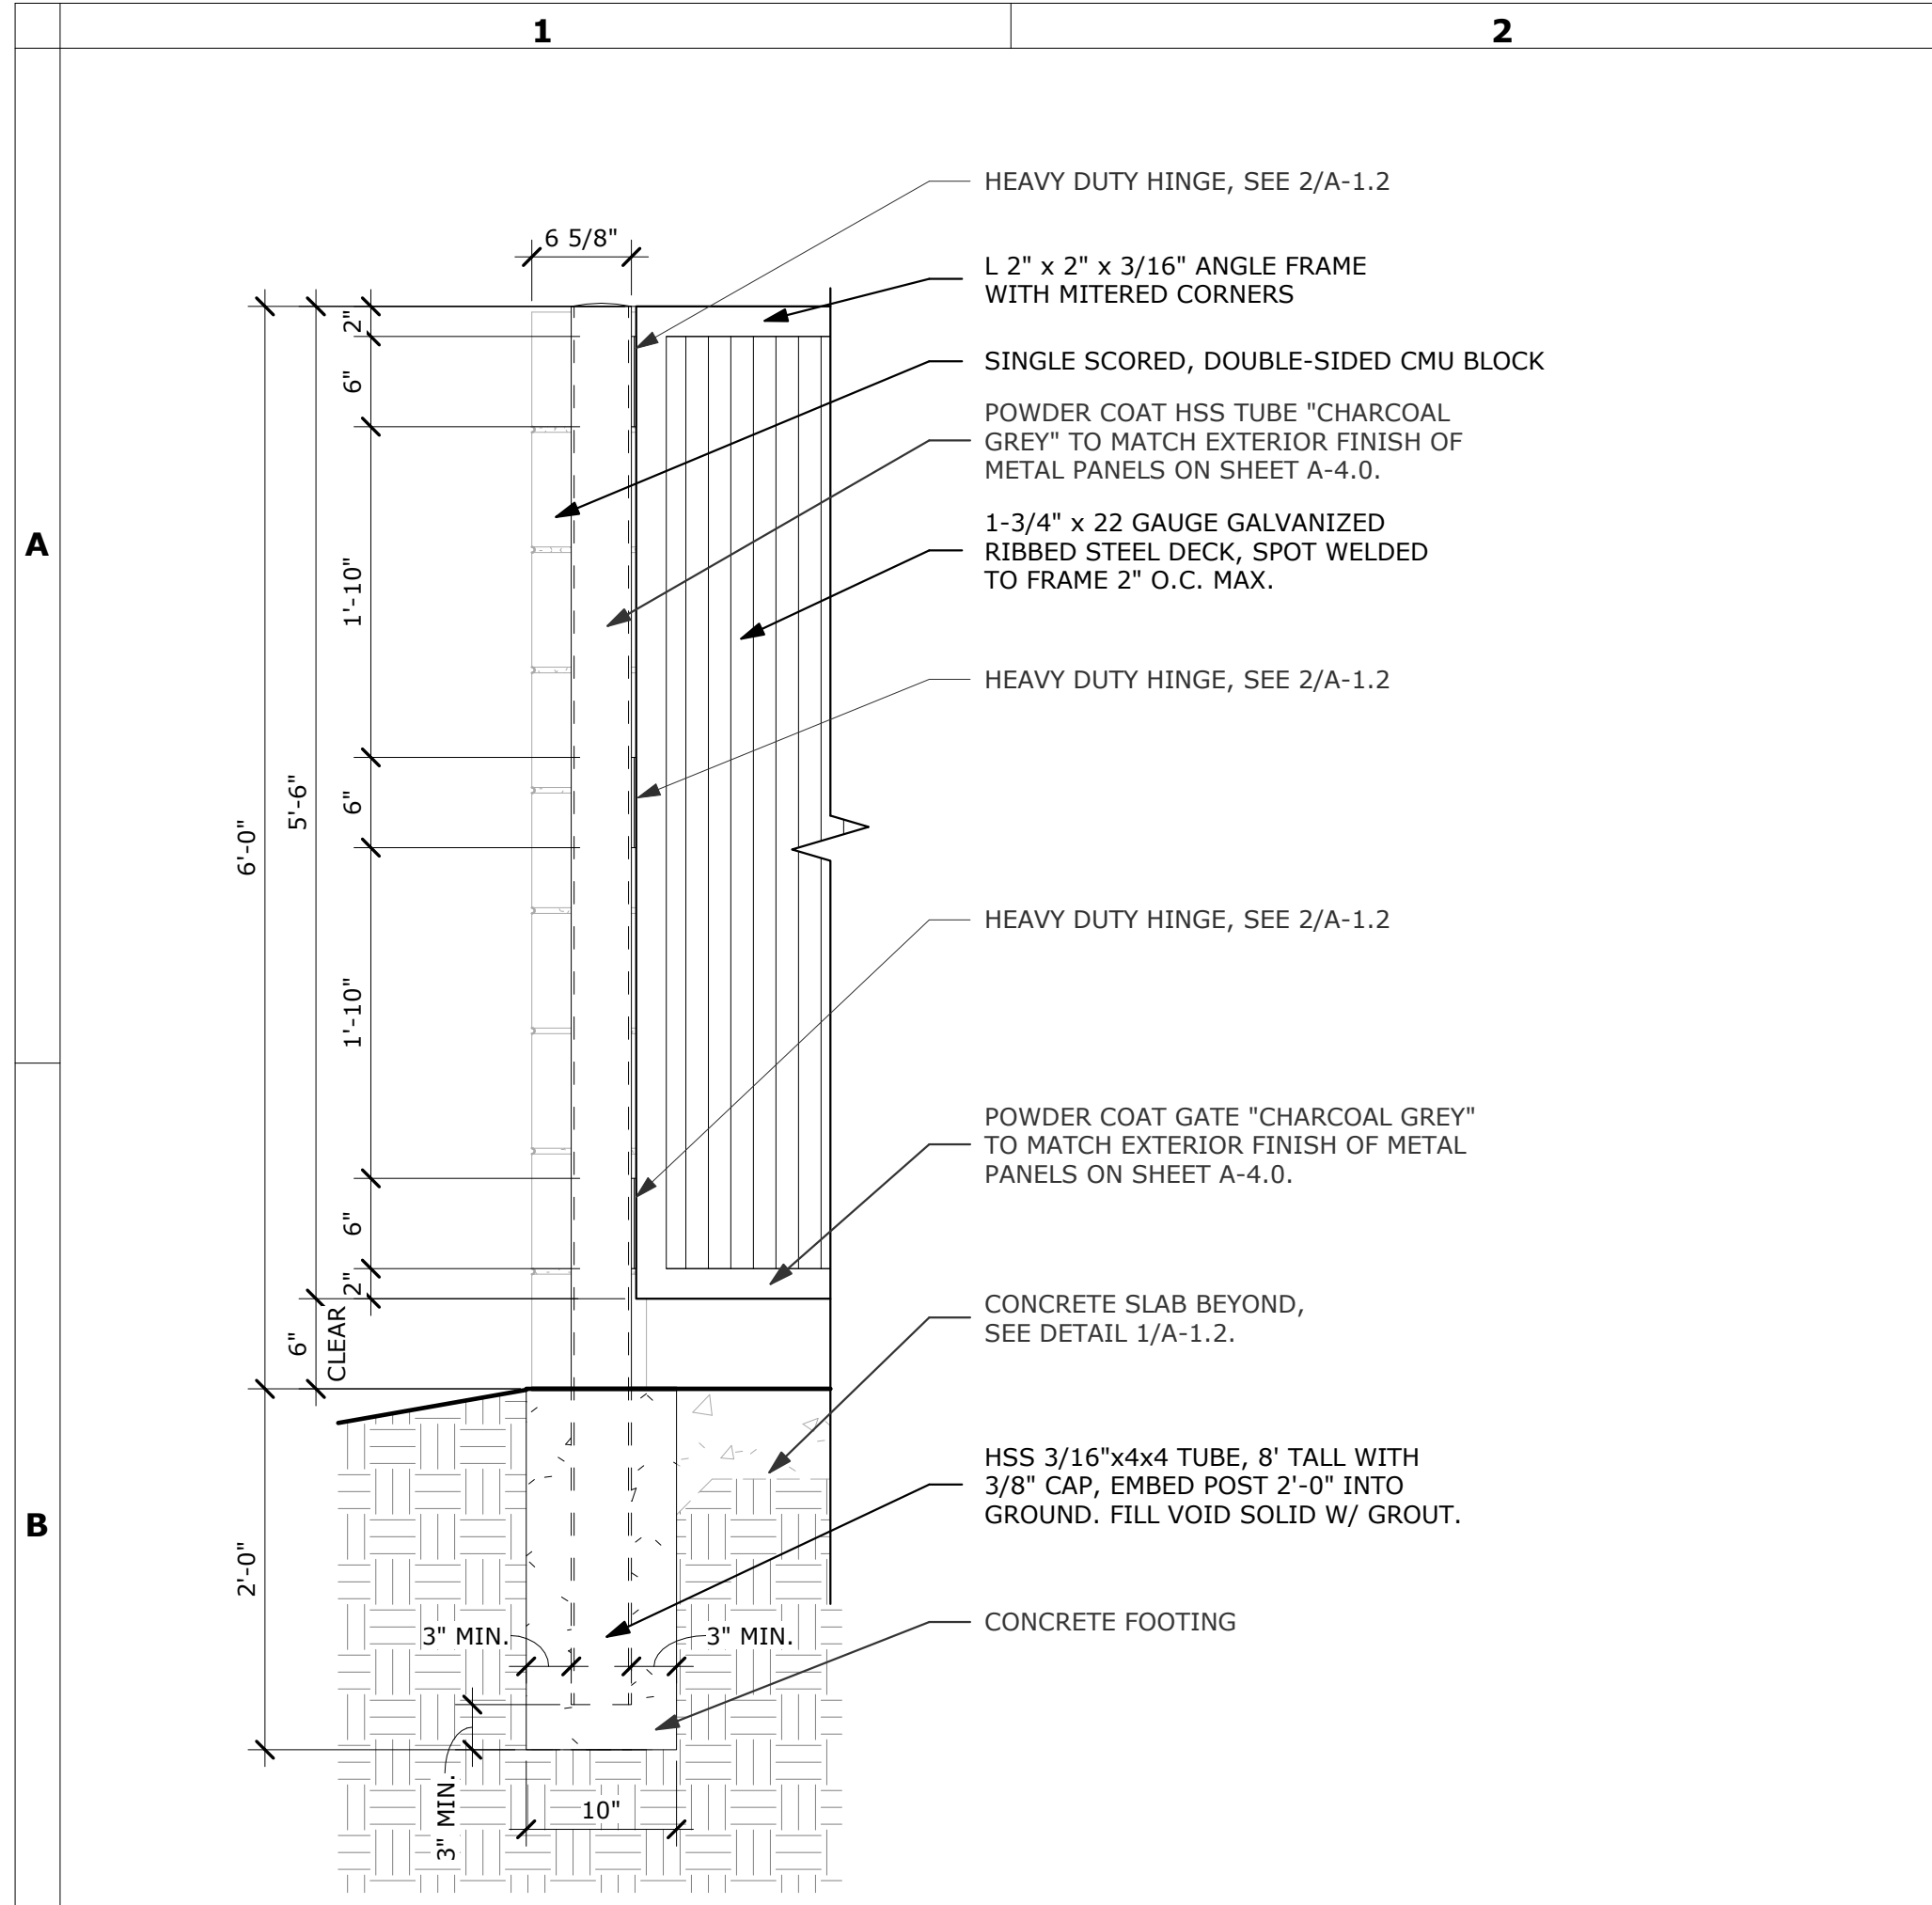 1
2
A
B
6 5/8"
2"
6"
1'-10"
6"
1'-10"
6"
2"
5'-6"
6"
CLEAR
6'-0"
2'-0"
HEAVY DUTY HINGE, SEE 2/A-1.2
L 2" x 2" x 3/16" ANGLE FRAME
WITH MITERED CORNERS
SINGLE SCORED, DOUBLE-SIDED CMU BLOCK
POWDER COAT HSS TUBE "CHARCOAL
GREY" TO MATCH EXTERIOR FINISH OF
METAL PANELS ON SHEET A-4.0.
1-3/4" x 22 GAUGE GALVANIZED
RIBBED STEEL DECK, SPOT WELDED
TO FRAME 2" O.C. MAX.
HEAVY DUTY HINGE, SEE 2/A-1.2
HEAVY DUTY HINGE, SEE 2/A-1.2
POWDER COAT GATE "CHARCOAL GREY"
TO MATCH EXTERIOR FINISH OF METAL
PANELS ON SHEET A-4.0.
CONCRETE SLAB BEYOND,
SEE DETAIL 1/A-1.2.
HSS 3/16"x4x4 TUBE, 8' TALL WITH
3/8" CAP, EMBED POST 2'-0" INTO
GROUND. FILL VOID SOLID W/ GROUT.
CONCRETE FOOTING
3" MIN.
3" MIN.
3" MIN.
10"